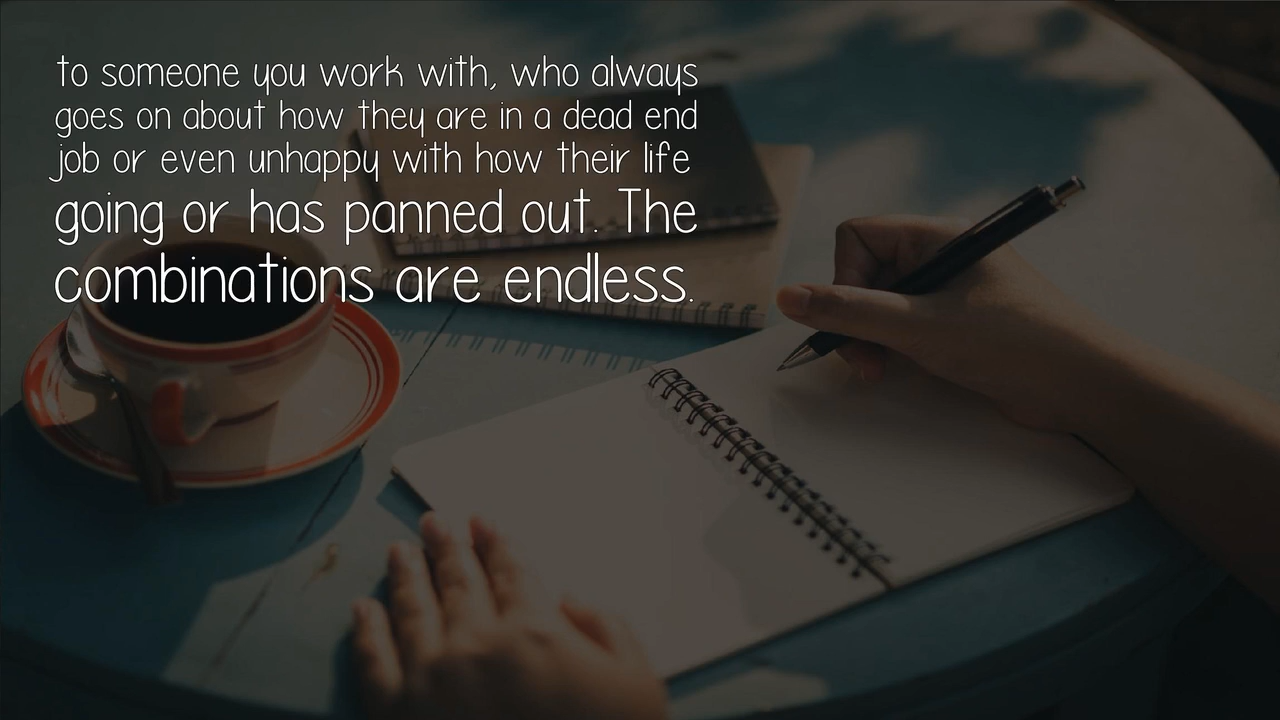 to someone you work with, who always
goes on about how they are in a dead end
job or even unhappy with how their life
going or has panned out. The
combinations are endless.